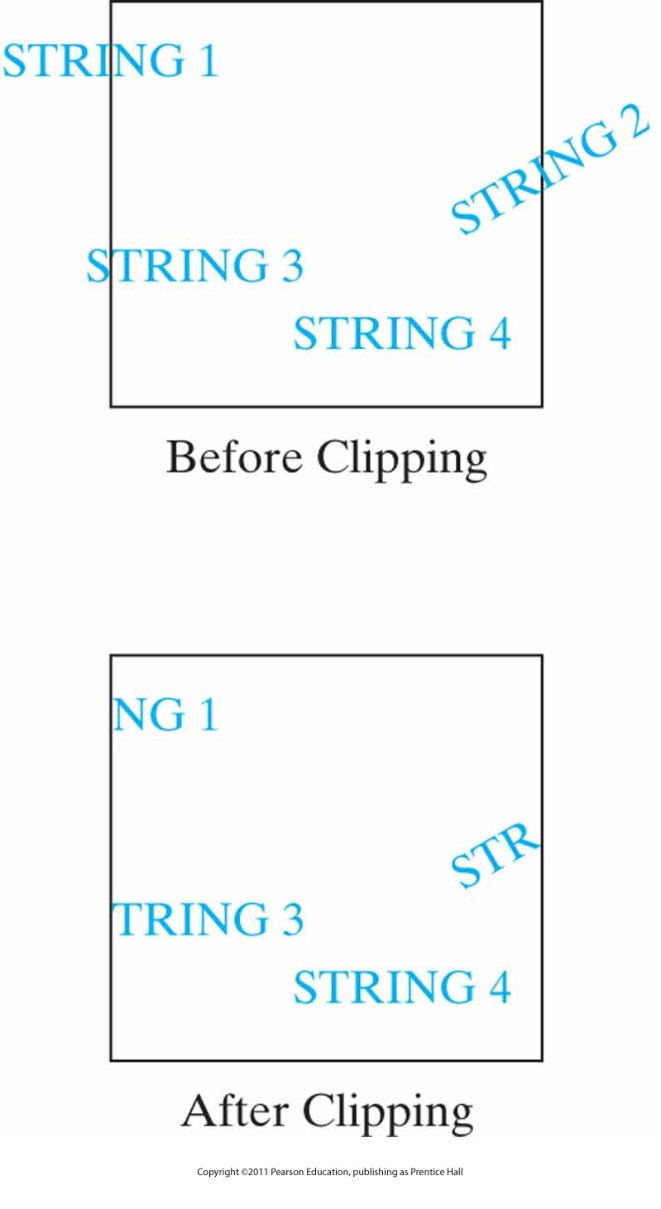 STRING 1
STRING 2
STRING 3
STRING 4
Before Clipping
NG 1
STR
TRING 3
STRING 4
After Clipping
Copyright ©2011 Pearson Education, publishing as Prentice Hall